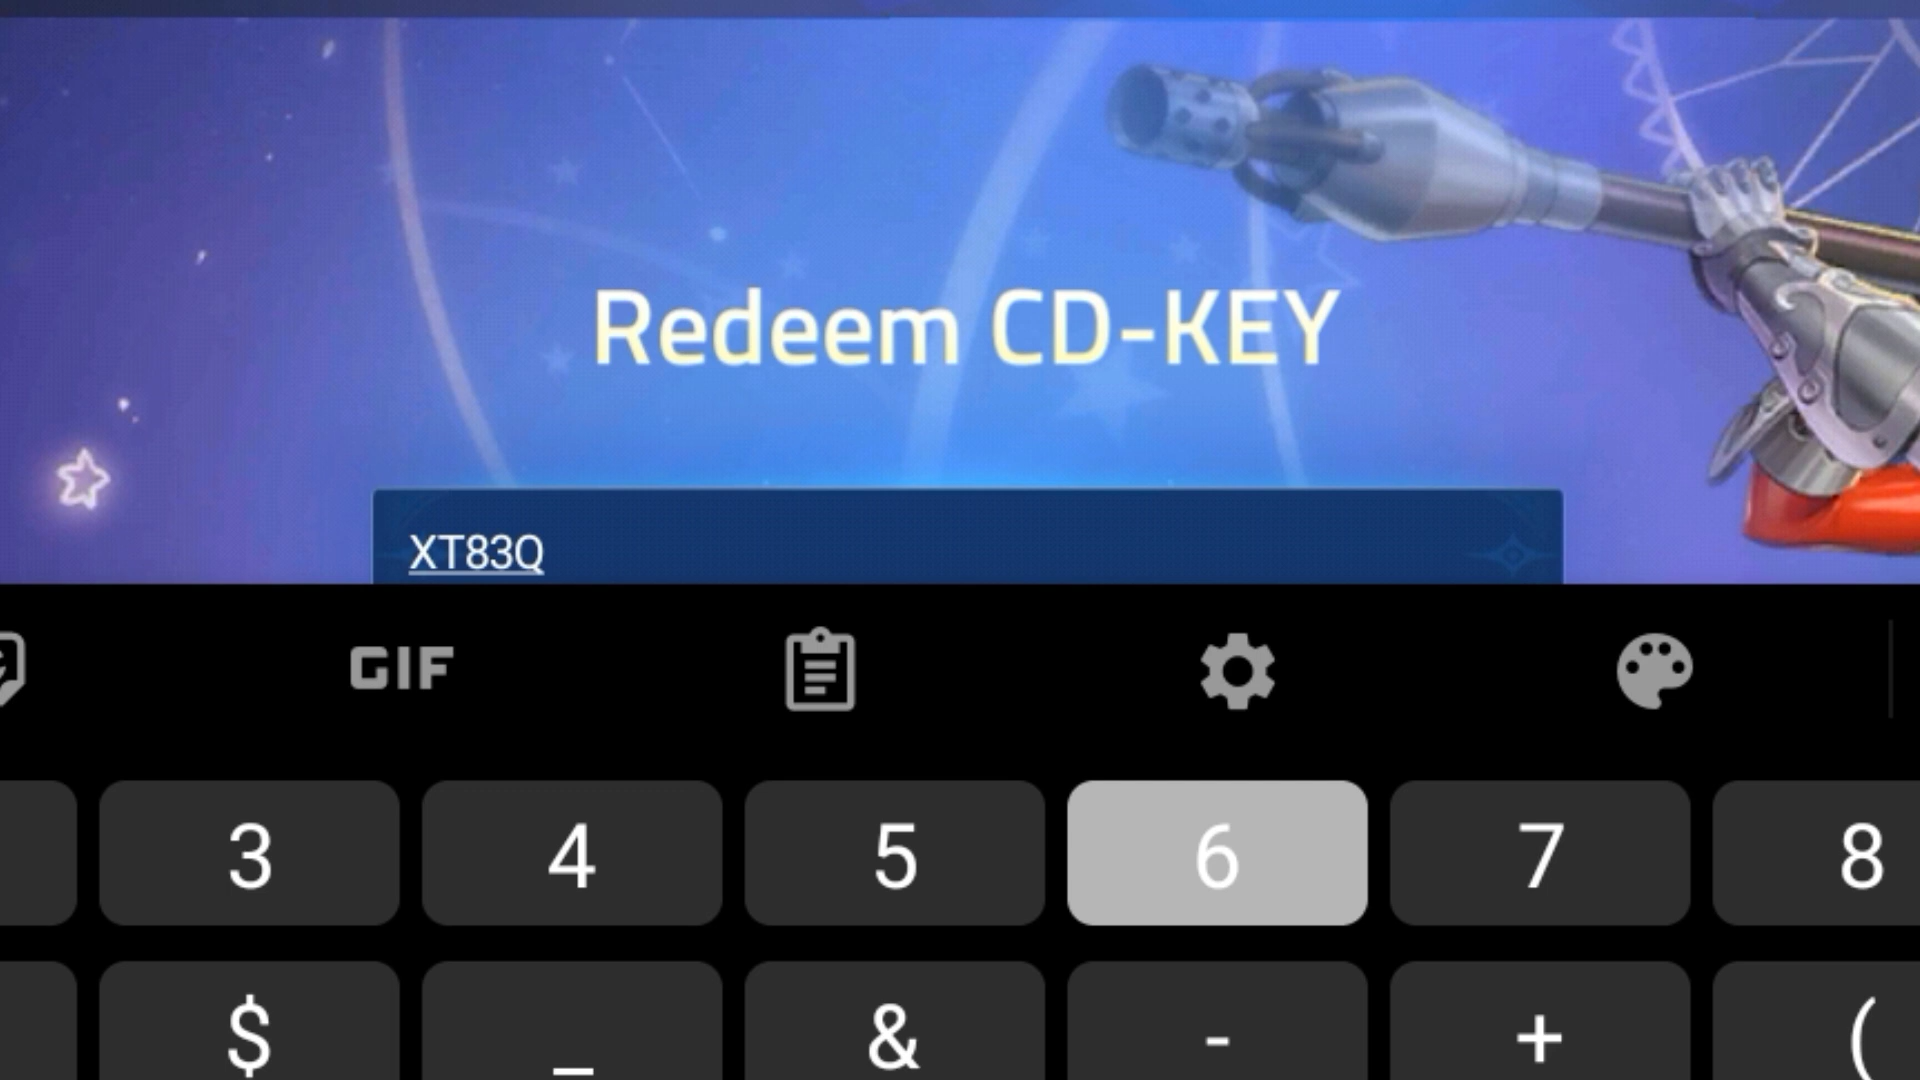 Redeem CD-KEY
XT83Q
GIF
3 4 5 6 7 8
$ _ & - + (